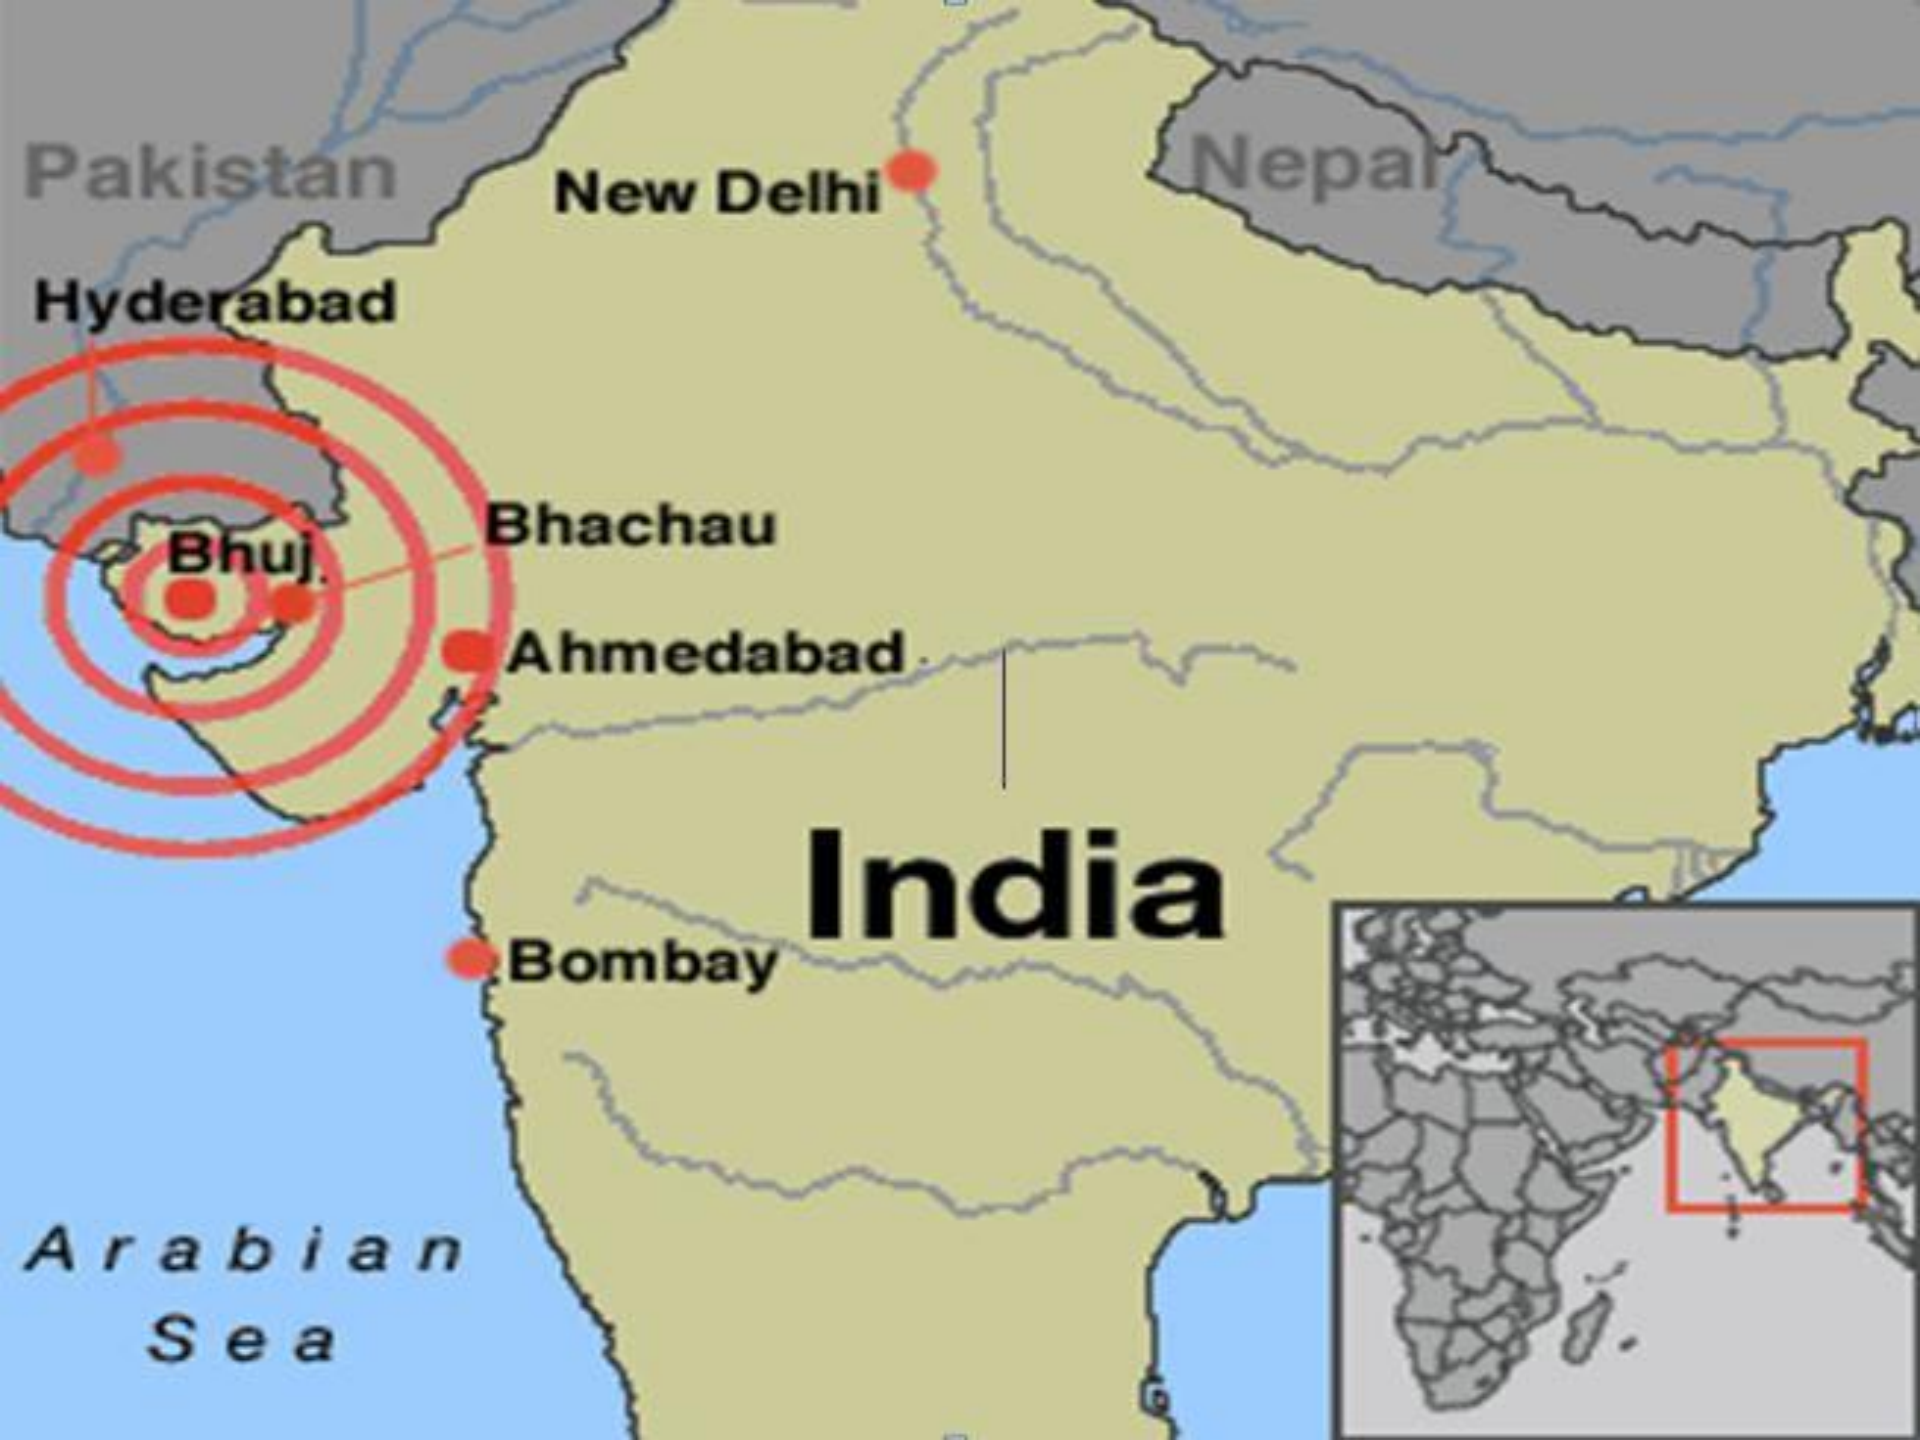 Pakistan
New Delhi
Nepal
Hyderabad
Bhachau
Bhuj
Ahmedabad
India
Bombay
Arabian
Sea